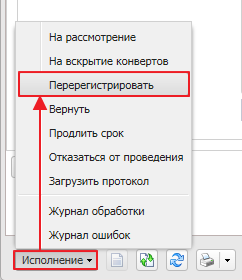 На рассмотрение
На вскрытие конвертов
Перерегистрировать
Вернуть
Продлить срок
Отказаться от проведения
Загрузить протокол
Журнал обработки
Журнал ошибок
Исполнение